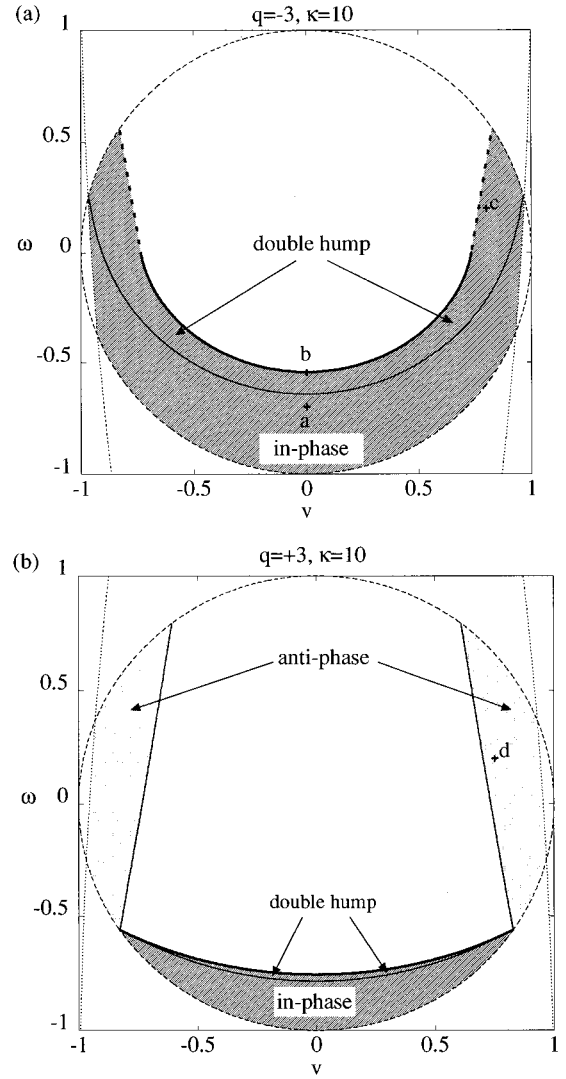 (a)
q=-3, κ=10
1
0.5
ω
0
-0.5
-1
double hump
c
b
a
in-phase
-1
-0.5
0
0.5
1
v
(b)
q=+3, κ=10
1
0.5
ω
0
-0.5
-1
anti-phase
d
double hump
in-phase
-1
-0.5
0
0.5
1
v